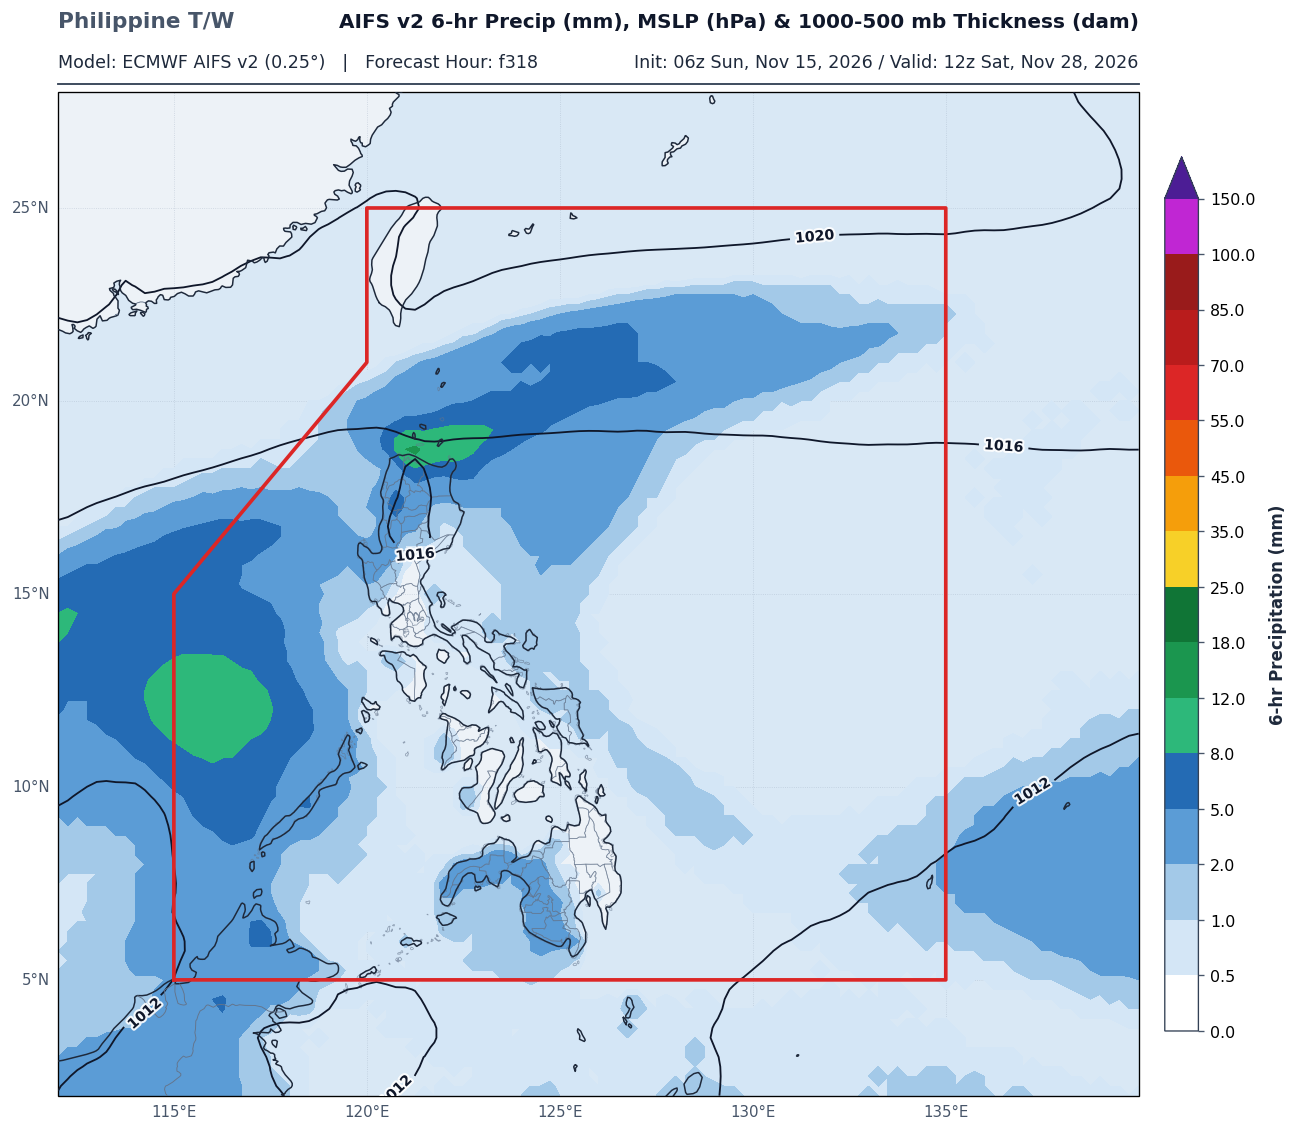 Philippine T/W
AIFS v2 6-hr Precip (mm), MSLP (hPa) & 1000-500 mb Thickness (dam)
Model: ECMWF AIFS v2 (0.25°) | Forecast Hour: f318
Init: 06z Sun, Nov 15, 2026 / Valid: 12z Sat, Nov 28, 2026
25°N
20°N
15°N
10°N
5°N
115°E
120°E
125°E
130°E
135°E
1020
1016
1016
1012
1012
012
150.0
100.0
85.0
70.0
55.0
45.0
35.0
25.0
18.0
12.0
8.0
5.0
2.0
1.0
0.5
0.0
6-hr Precipitation (mm)